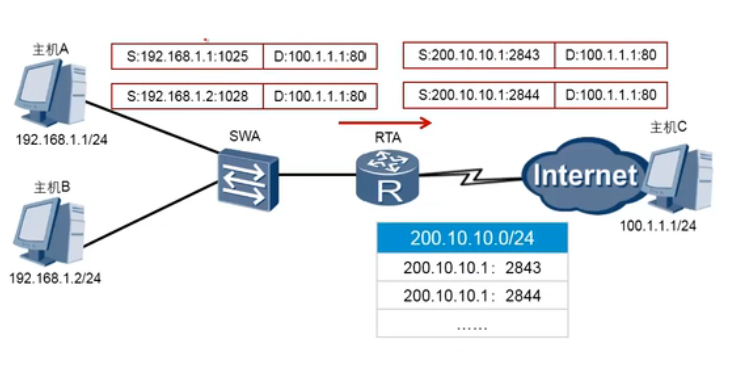 主机A
S:192.168.1.1:1025 D:100.1.1.1:80
S:200.10.10.1:2843 D:100.1.1.1:80
S:192.168.1.2:1028 D:100.1.1.1:80
S:200.10.10.1:2844 D:100.1.1.1:80
192.168.1.1/24
SWA
RTA
R
主机C
Internet
100.1.1.1/24
主机B
192.168.1.2/24
200.10.10.0/24
200.10.10.1: 2843
200.10.10.1: 2844
......